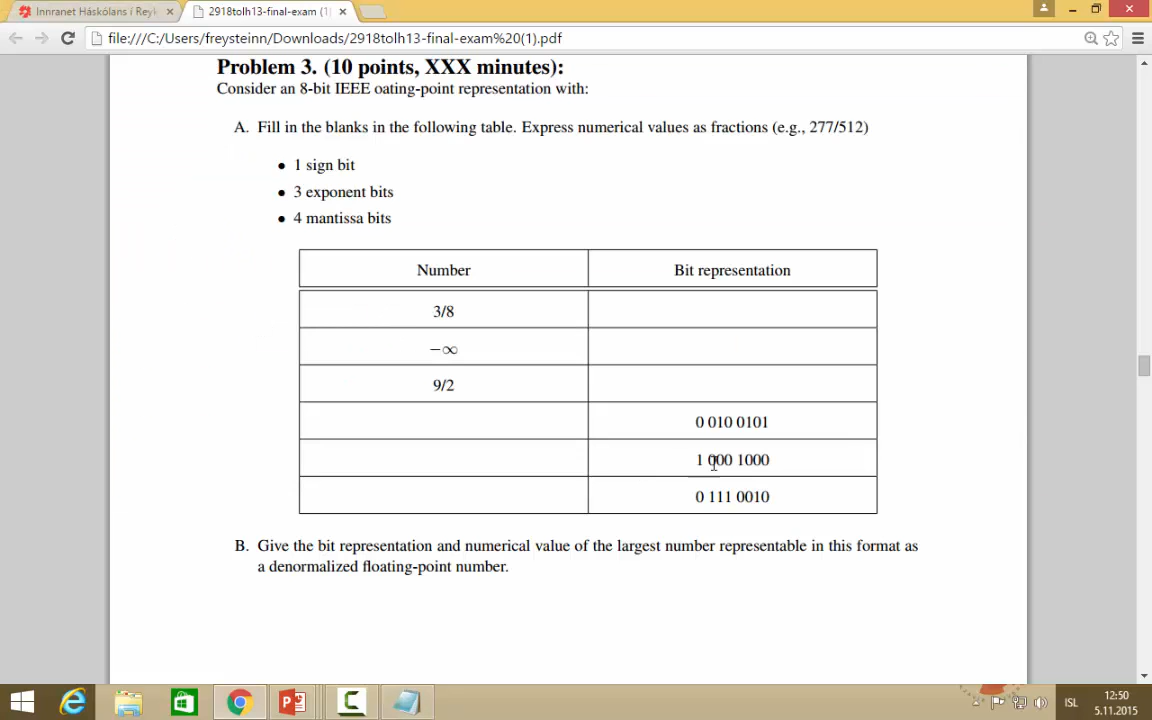 Innranet Háskólans í Reyk
2918tolh13-final-exam (1)
file:///C:/Users/freysteinn/Downloads/2918tolh13-final-exam%20(1).pdf
Problem 3. (10 points, XXX minutes):
Consider an 8-bit IEEE oating-point representation with:
A. Fill in the blanks in the following table. Express numerical values as fractions (e.g., 277/512)
• 1 sign bit
• 3 exponent bits
• 4 mantissa bits
Number Bit representation
3/8
−∞
9/2
0 010 0101
1 000 1000
0 111 0010
B. Give the bit representation and numerical value of the largest number representable in this format as
a denormalized floating-point number.
ISL
12:50
5.11.2015